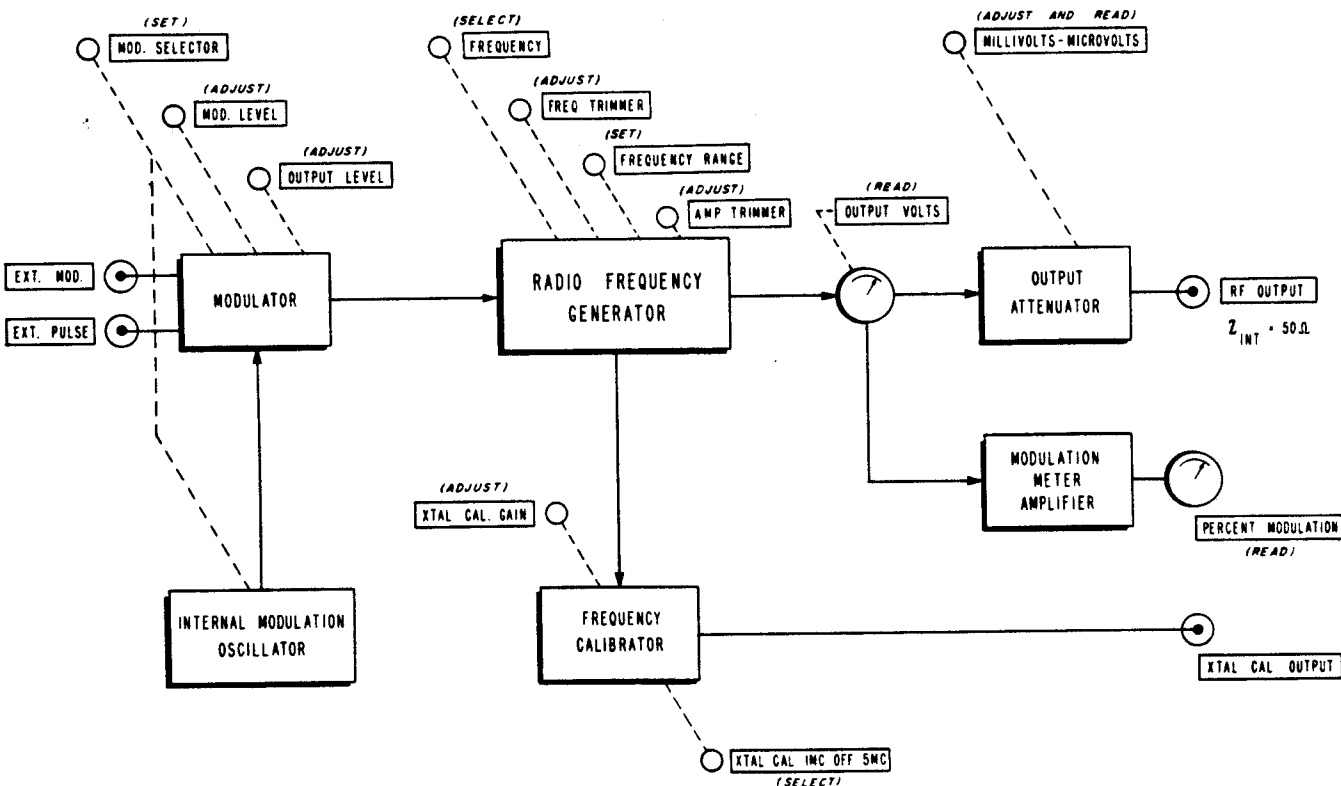 (SET)
MOD. SELECTOR
(ADJUST)
MOD. LEVEL
(ADJUST)
OUTPUT LEVEL
(SELECT)
FREQUENCY
(ADJUST)
FREQ TRIMMER
(SET)
FREQUENCY RANGE
(ADJUST)
AMP TRIMMER
(READ)
OUTPUT VOLTS
(ADJUST AND READ)
MILLIVOLTS-MICROVOLTS
EXT. MOD.
EXT. PULSE
MODULATOR
RADIO FREQUENCY
GENERATOR
OUTPUT
ATTENUATOR
RF OUTPUT
Z INT = 50Ω
MODULATION
METER
AMPLIFIER
PERCENT MODULATION
(READ)
(ADJUST)
XTAL CAL. GAIN
INTERNAL MODULATION
OSCILLATOR
FREQUENCY
CALIBRATOR
XTAL CAL OUTPUT
XTAL CAL 1MC OFF 5MC
(SELECT)